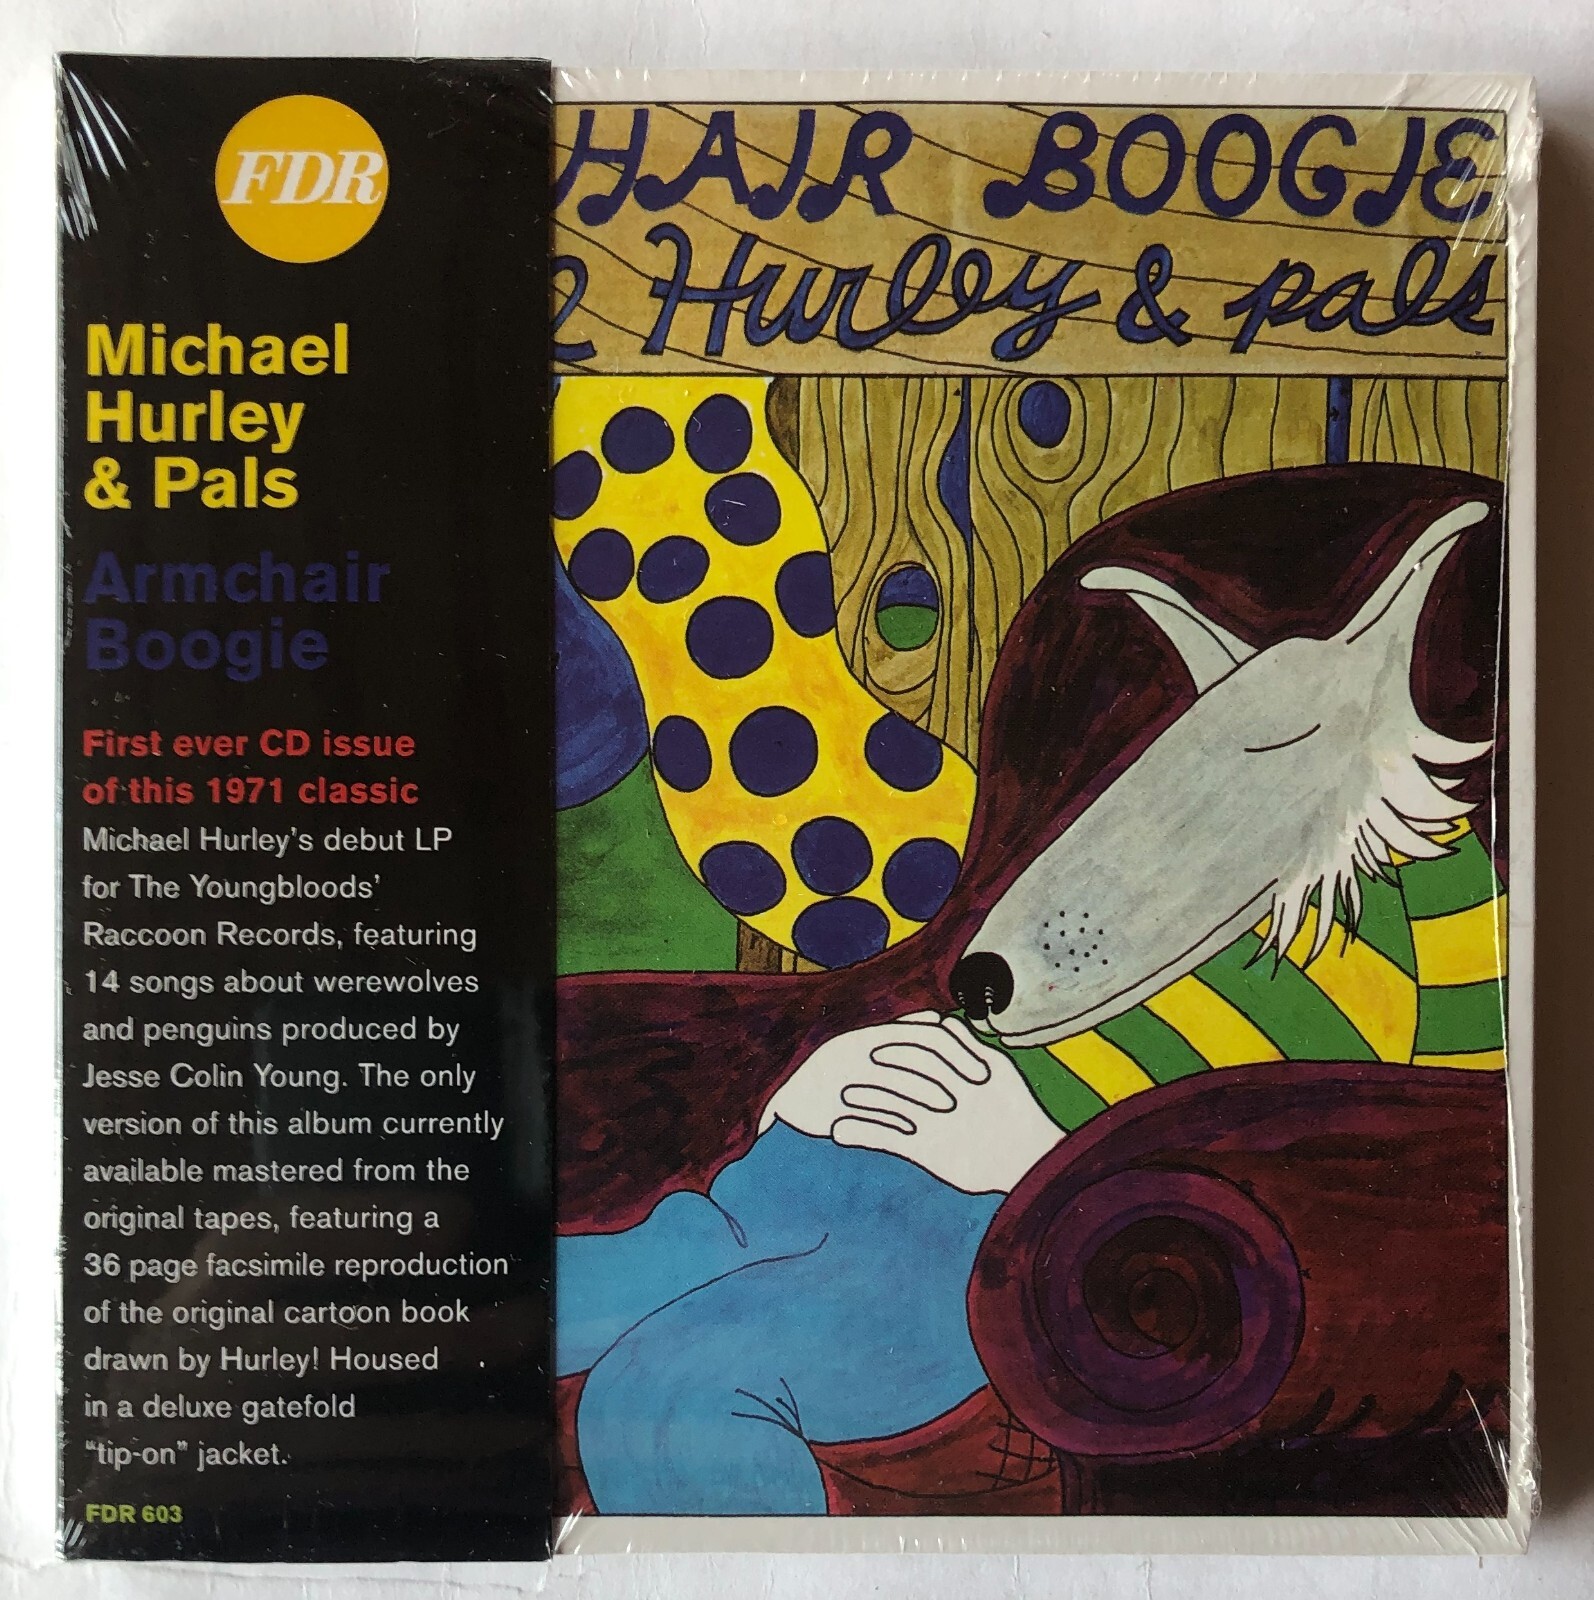 FDR
Michael
Hurley
& Pals
Armchair
Boogie
First ever CD issue
of this 1971 classic
Michael Hurley's debut LP
for The Youngbloods'
Raccoon Records, featuring
14 songs about werewolves
and penguins produced by
Jesse Colin Young. The only
version of this album currently
available mastered from the
original tapes, featuring a
36 page facsimile reproduction
of the original cartoon book
drawn by Hurley! Housed
in a deluxe gatefold
"tip-on" jacket.
FDR 603
HAIR BOOGIE
Hurley & pals